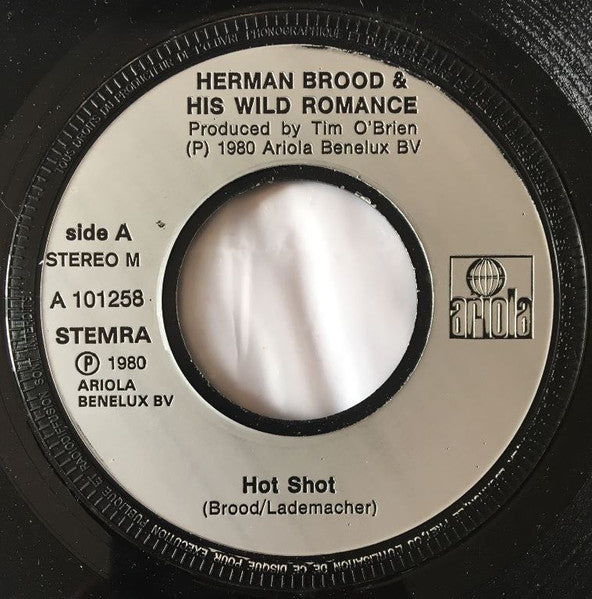 HERMAN BROOD &
HIS WILD ROMANCE
Produced by Tim O'Brien
(P) 1980 Ariola Benelux BV
side A
STEREO M
A 101258
STEMRA
℗ 1980
ARIOLA
BENELUX BV
ariola
Hot Shot
(Brood/Lademacher)